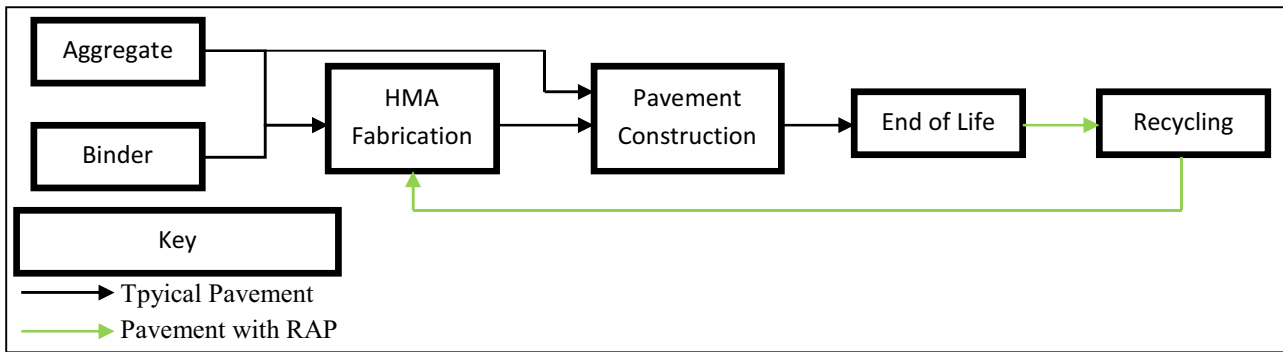 Aggregate
Binder
HMA
Fabrication
Pavement
Construction
End of Life
Recycling
Key
Tpyical Pavement
Pavement with RAP